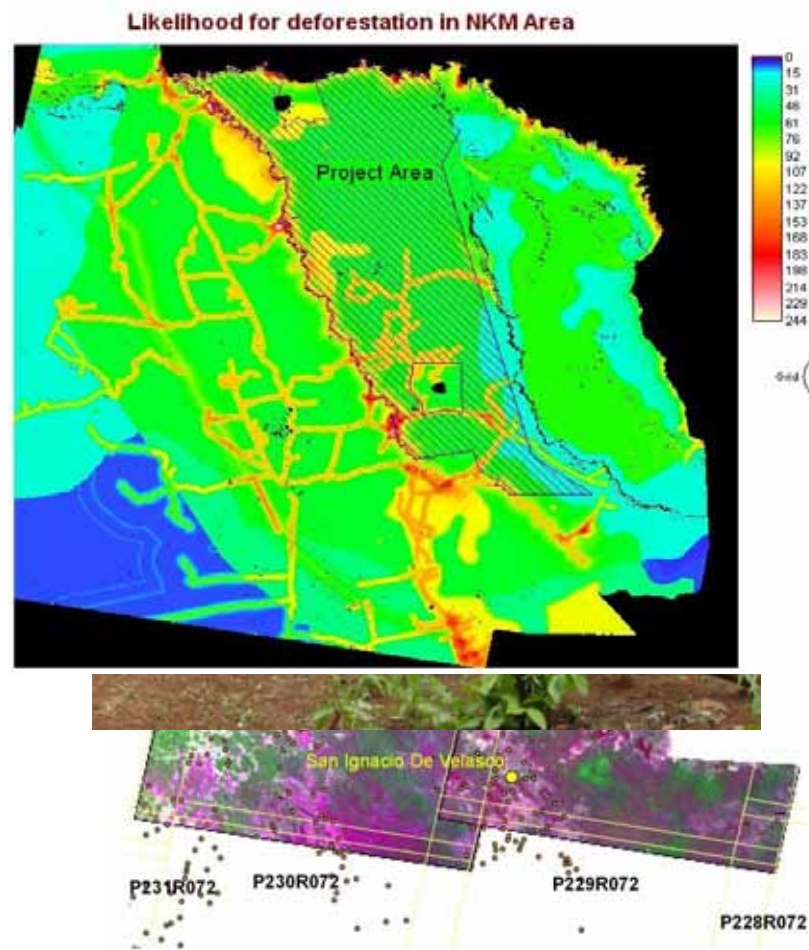 Likelihood for deforestation in NKM Area
Project Area
0
15
31
46
61
76
92
107
122
137
153
168
183
198
214
229
244
Grid
San Ignacio De Velasco
P231R072
P230R072
P229R072
P228R072